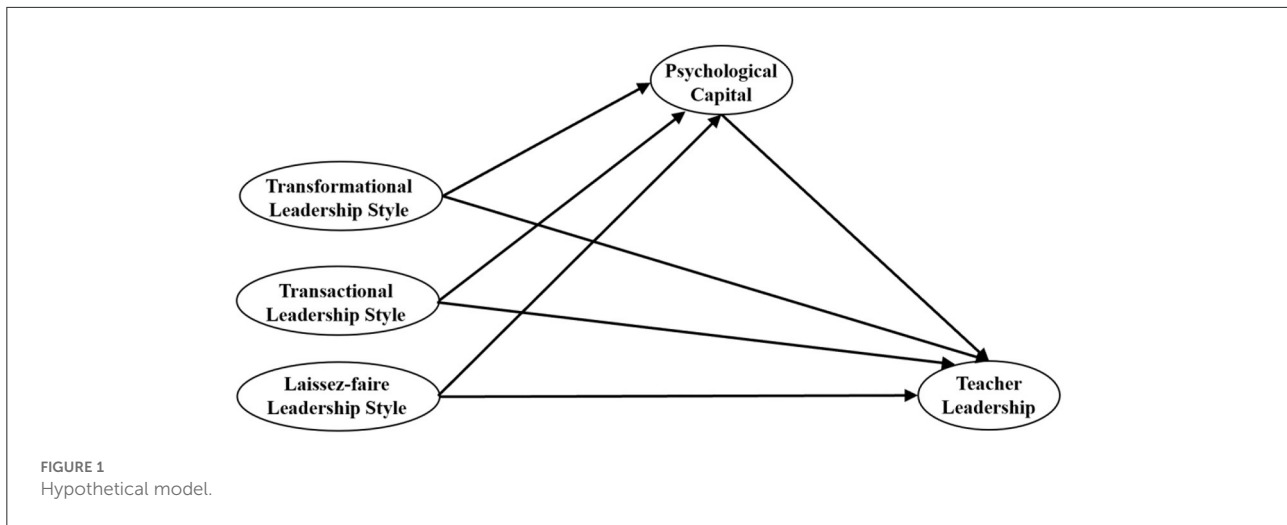 Psychological
Capital
Transformational
Leadership Style
Transactional
Leadership Style
Laissez-faire
Leadership Style
Teacher
Leadership
FIGURE 1
Hypothetical model.